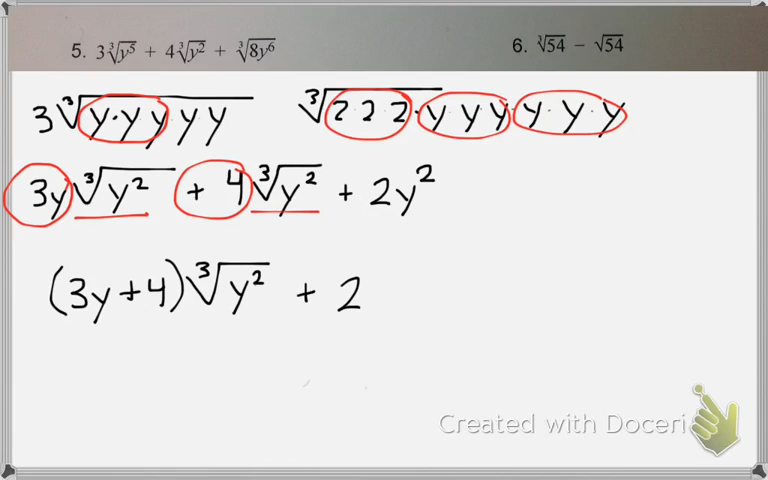 5. 3∛y⁵ + 4∛y² + ∛8y⁶
6. ∛54 − √54
3∛y·y y y y
∛2 2 2 · y y y y · y · y
3y∛y² + 4∛y² + 2y²
(3y+4)∛y² + 2
Created with Doceri